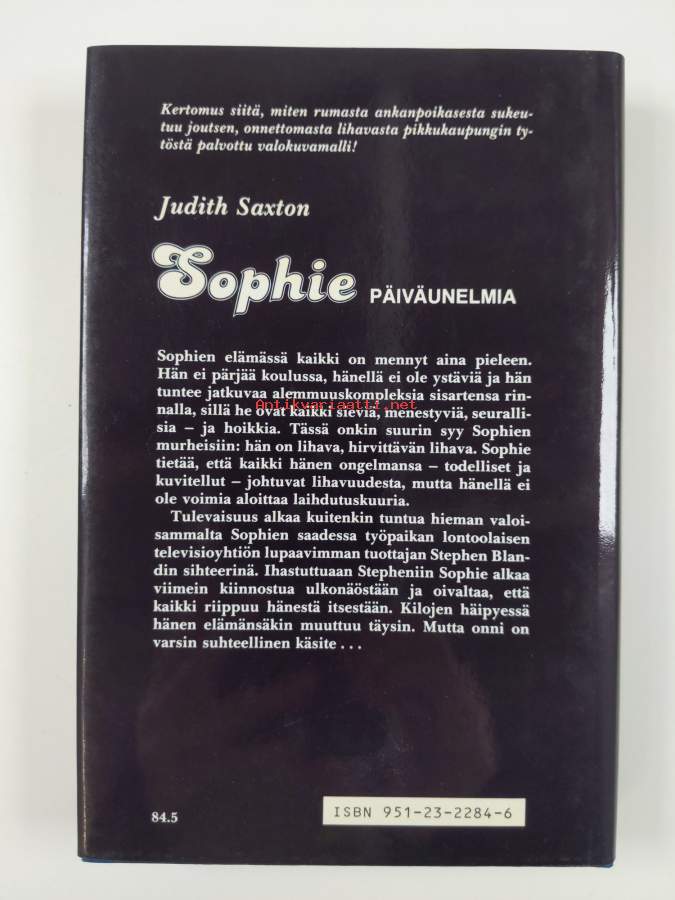 Kertomus siitä, miten rumasta ankanpoikasesta sukeu-
tuu joutsen, onnettomasta lihavasta pikkukaupungin ty-
töstä palvottu valokuvamalli!
Judith Saxton
Sophie PÄIVÄUNELMIA
Sophien elämässä kaikki on mennyt aina pieleen.
Hän ei pärjää koulussa, hänellä ei ole ystäviä ja hän
tuntee jatkuvaa alemmuuskompleksia sisartensa rin-
nalla, sillä he ovat kaikki sieviä, menestyviä, seuralli-
Antikvariaatti.net
sia – ja hoikkia. Tässä onkin suurin syy Sophien
murheisiin: hän on lihava, hirvittävän lihava. Sophie
tietää, että kaikki hänen ongelmansa – todelliset ja
kuvitellut – johtuvat lihavuudesta, mutta hänellä ei
ole voimia aloittaa laihdutuskuuria.
Tulevaisuus alkaa kuitenkin tuntua hieman valoi-
sammalta Sophien saadessa työpaikan lontoolaisen
televisioyhtiön lupaavimman tuottajan Stephen Blan-
din sihteerinä. Ihastuttuaan Stepheniin Sophie alkaa
viimein kiinnostua ulkonäöstään ja oivaltaa, että
kaikki riippuu hänestä itsestään. Kilojen häipyessä
hänen elämänsäkin muuttuu täysin. Mutta onni on
varsin suhteellinen käsite . . .
84.5
ISBN 951-23-2284-6